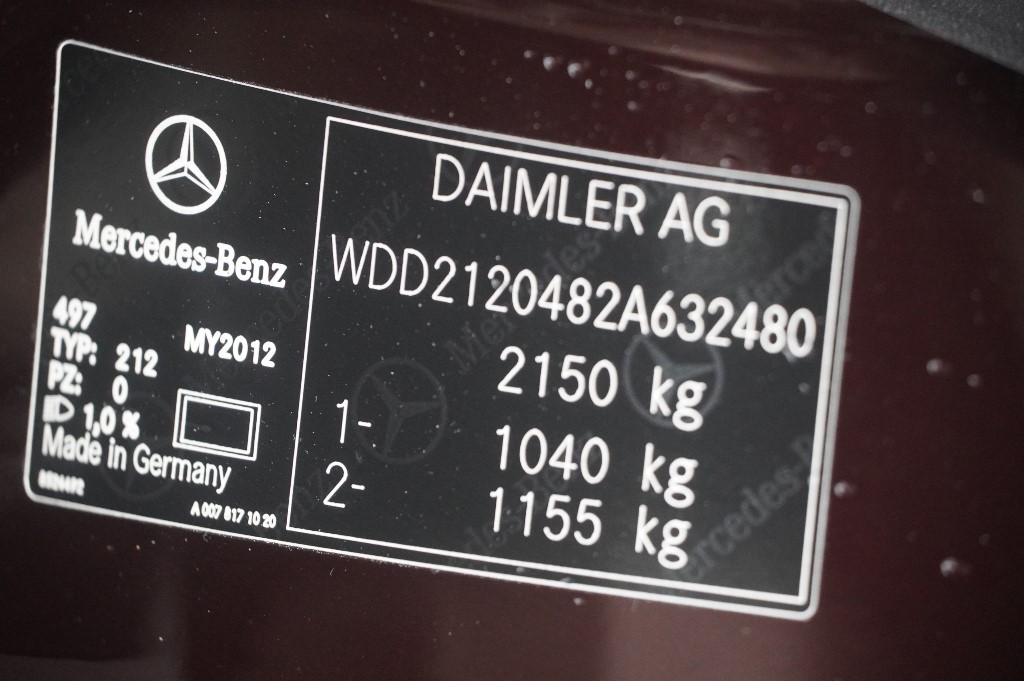 Mercedes-Benz
497
TYP: 212 MY2012
PZ: 0
1,0 %
Made in Germany
A 007 817 10 20
DAIMLER AG
WDD2120482A632480
2150 kg
1- 1040 kg
2- 1155 kg